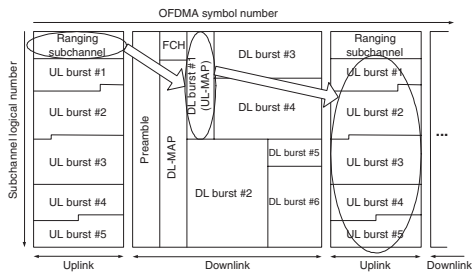 OFDMA symbol number
Subchannel logical number
Ranging
subchannel
UL burst #1
UL burst #2
UL burst #3
UL burst #4
UL burst #5
Preamble
FCH
DL-MAP
DL burst #1
(UL-MAP)
DL burst #3
DL burst #4
DL burst #2
DL burst #5
DL burst #6
Ranging
subchannel
UL burst #1
UL burst #2
UL burst #3
UL burst #4
UL burst #5
...
Uplink
Downlink
Uplink
Downlink